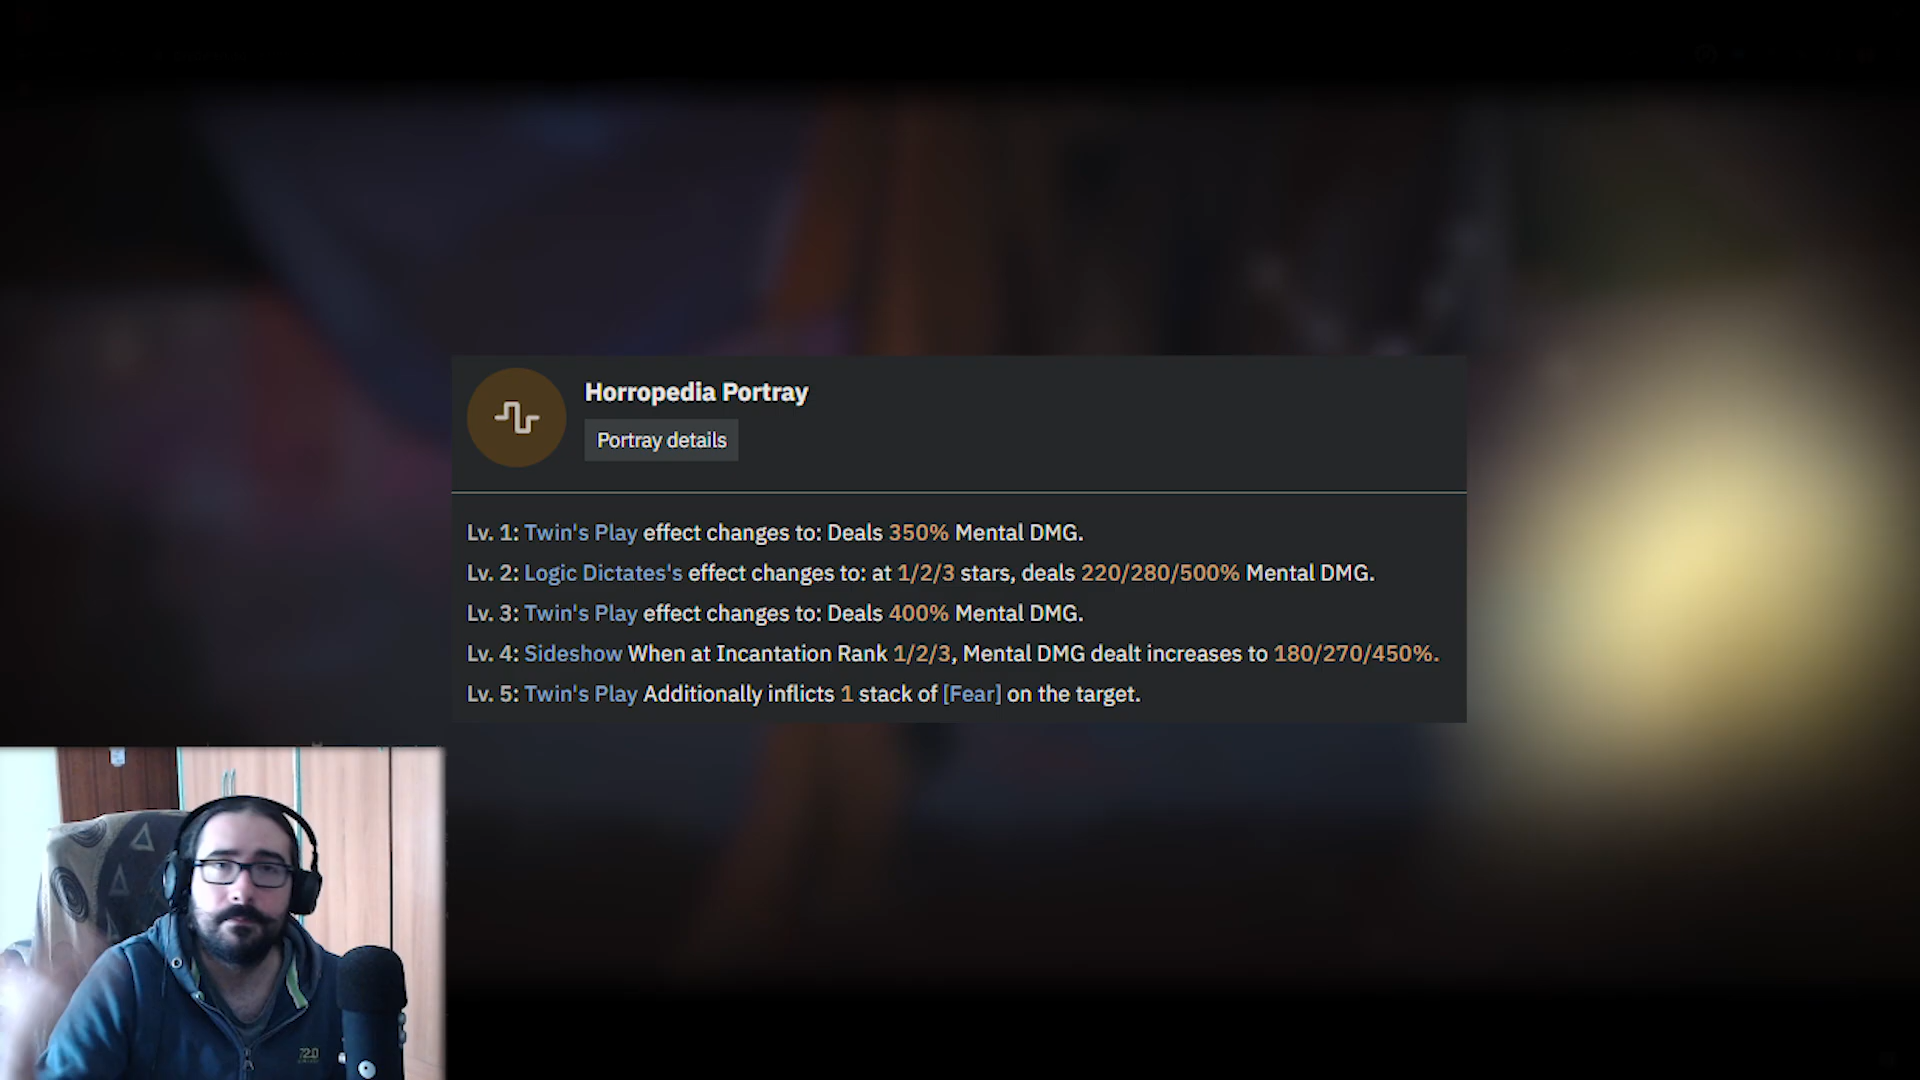 Horropedia Portray
Portray details
Lv. 1: Twin's Play effect changes to: Deals 350% Mental DMG.
Lv. 2: Logic Dictates's effect changes to: at 1/2/3 stars, deals 220/280/500% Mental DMG.
Lv. 3: Twin's Play effect changes to: Deals 400% Mental DMG.
Lv. 4: Sideshow When at Incantation Rank 1/2/3, Mental DMG dealt increases to 180/270/450%.
Lv. 5: Twin's Play Additionally inflicts 1 stack of [Fear] on the target.